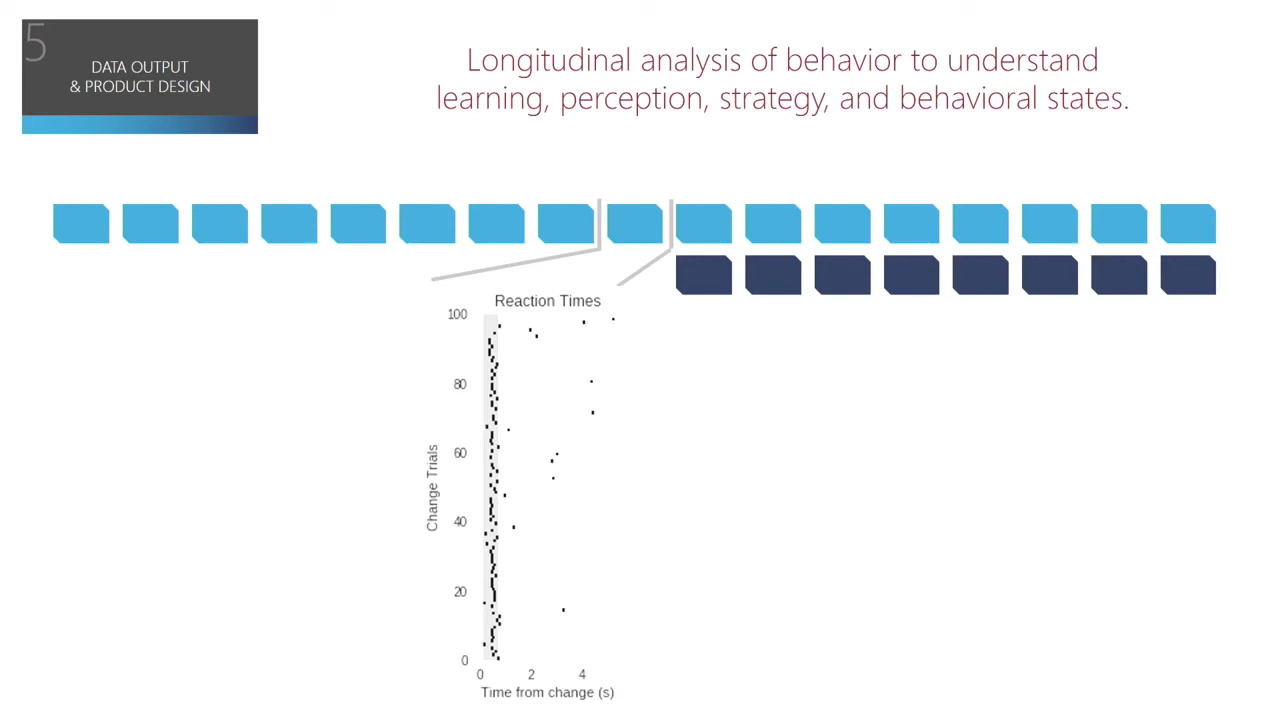 5
DATA OUTPUT
& PRODUCT DESIGN
Longitudinal analysis of behavior to understand
learning, perception, strategy, and behavioral states.
Reaction Times
100
80
60
40
20
0
Change Trials
0 2 4
Time from change (s)